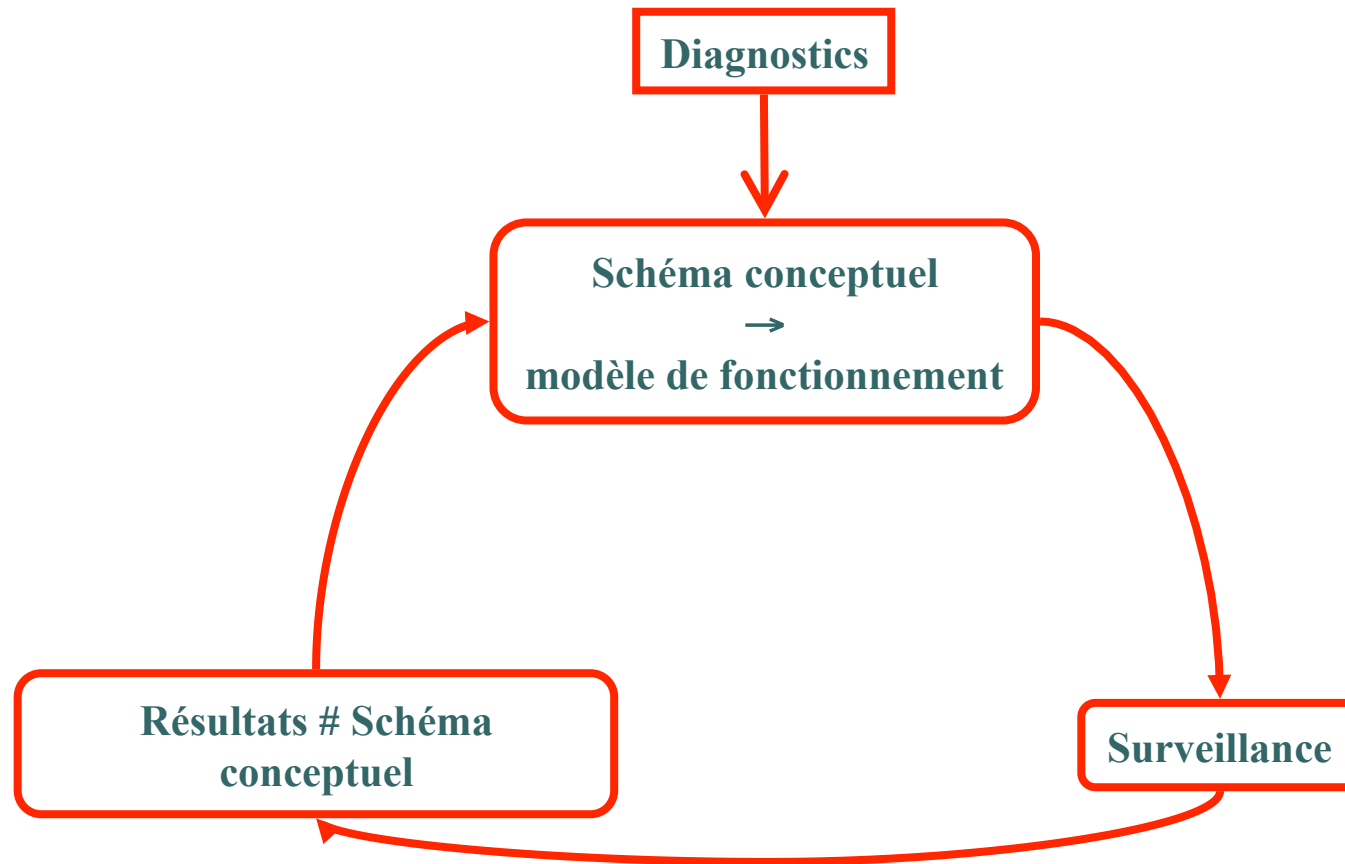 Diagnostics
Schéma conceptuel
→
modèle de fonctionnement
Résultats # Schéma
conceptuel
Surveillance